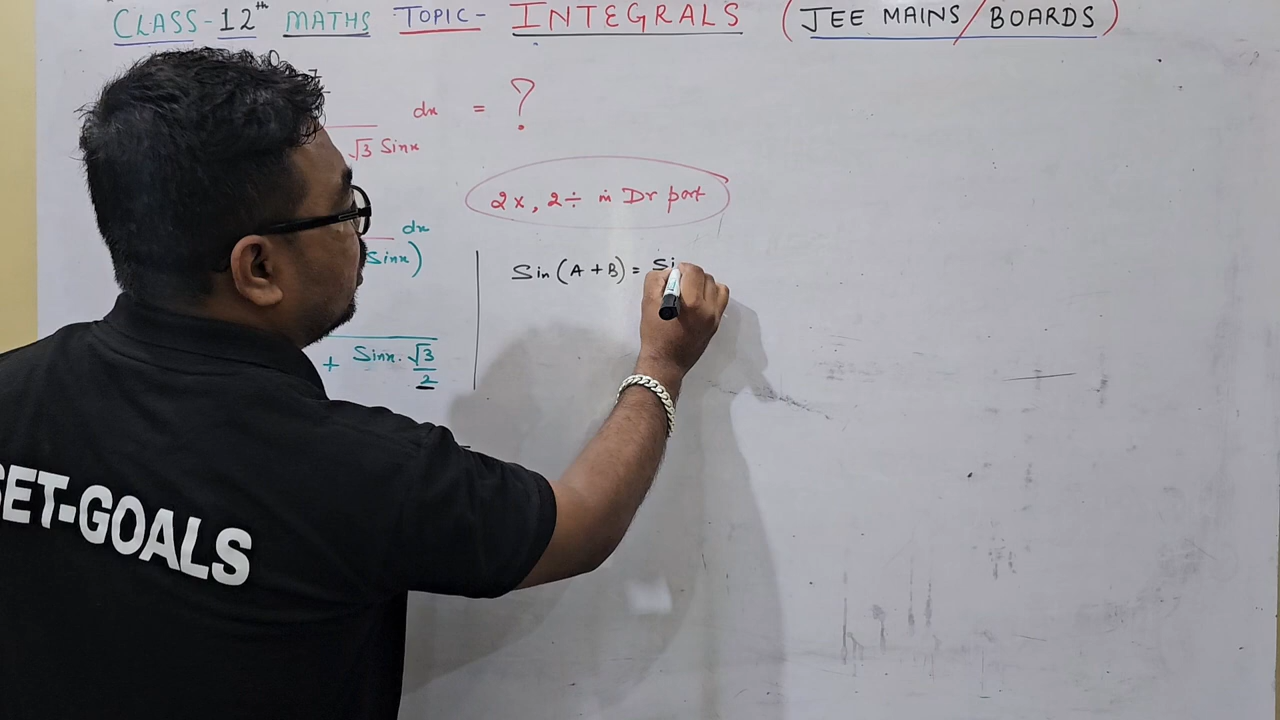 CLASS-12th MATHS TOPIC- INTEGRALS (JEE MAINS/BOARDS)
dx = ?
√3 Sinx
2x, 2÷ in Dr part
dx
Sinx)
Sin(A+B) = Si
+ Sinx. √3/2
SET-GOALS